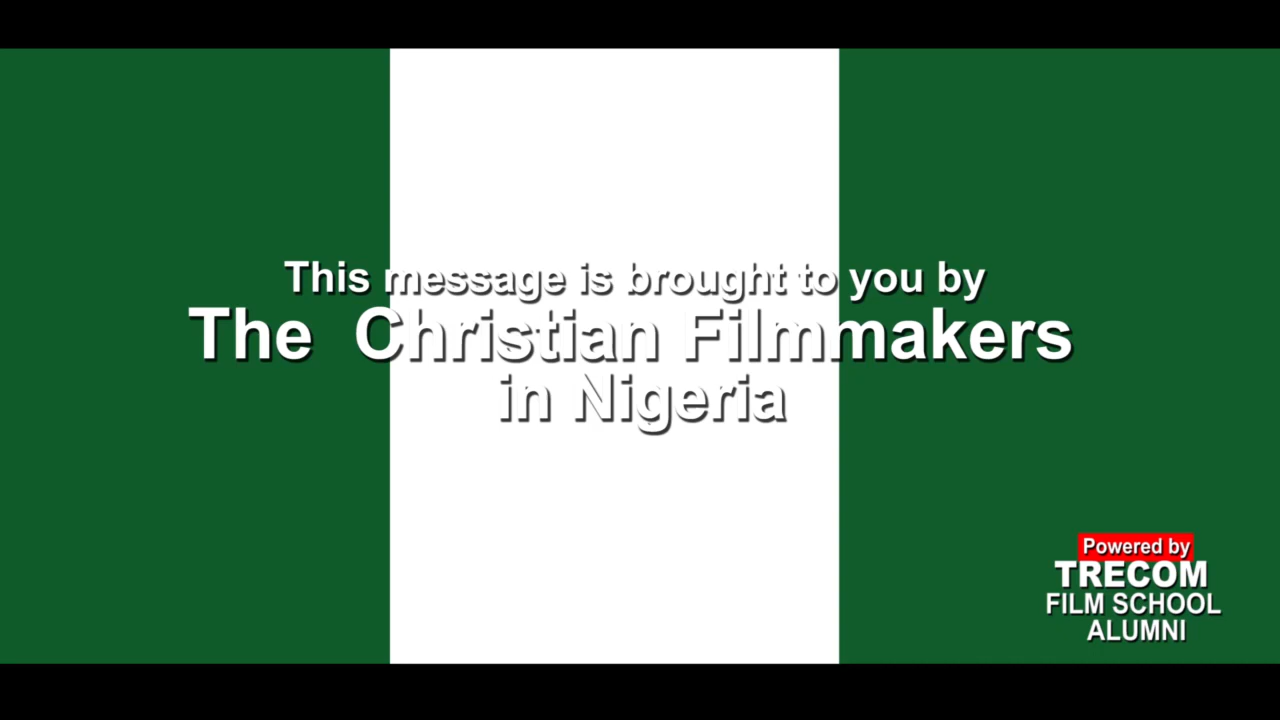 This message is brought to you by
The Christian Filmmakers
in Nigeria
Powered by
TRECOM
FILM SCHOOL
ALUMNI